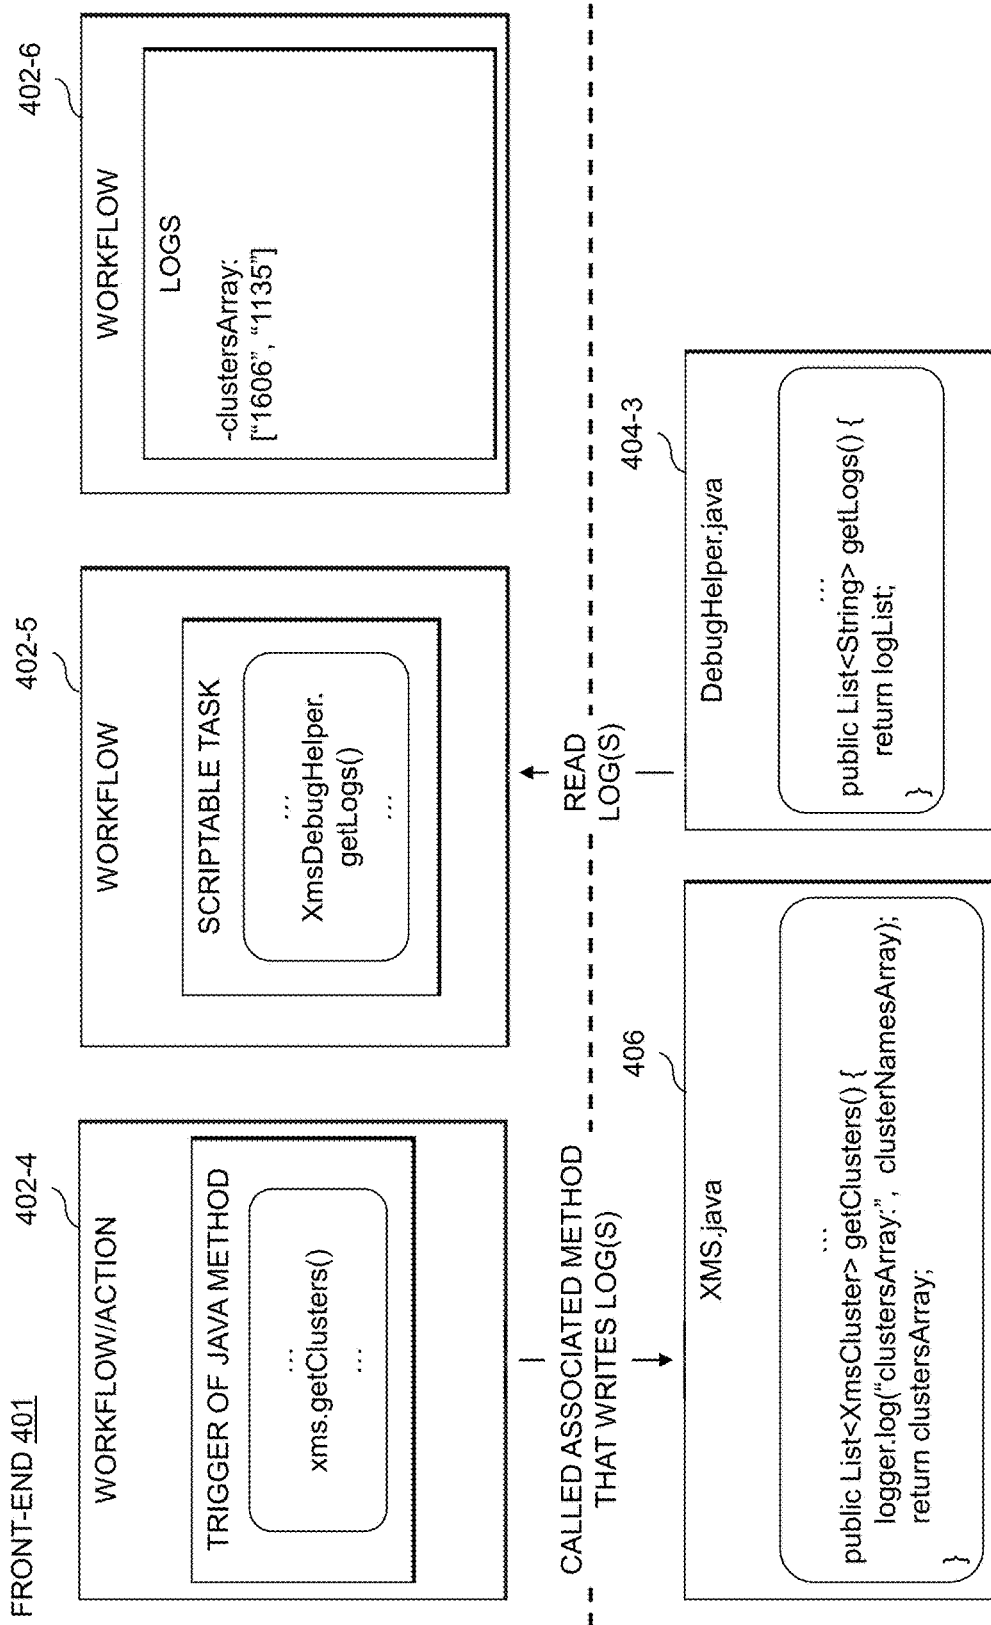 FRONT-END 401
402-4
WORKFLOW/ACTION
TRIGGER OF JAVA METHOD
...
xms.getClusters()
...
402-5
WORKFLOW
SCRIPTABLE TASK
...
XmsDebugHelper.
getLogs()
...
402-6
WORKFLOW
LOGS
-clustersArray:
[“1606”, “1135”]
CALLED ASSOCIATED METHOD
THAT WRITES LOG(S)
READ
LOG(S)
406
XMS.java
...
public List<XmsCluster> getClusters() {
logger.log(“clustersArray:”, clusterNamesArray);
return clustersArray;
}
404-3
DebugHelper.java
...
public List<String> getLogs() {
return logList;
}